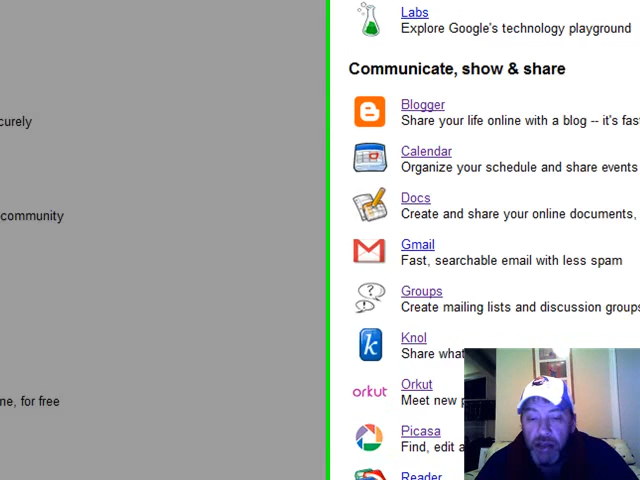 Labs
Explore Google's technology playground
Communicate, show & share
curely
Blogger
Share your life online with a blog -- it's fast
Calendar
Organize your schedule and share events
Docs
Create and share your online documents,
community
Gmail
Fast, searchable email with less spam
Groups
Create mailing lists and discussion groups
k
Knol
Share what
orkut
Orkut
Meet new p
ne, for free
Picasa
Find, edit a
Reader